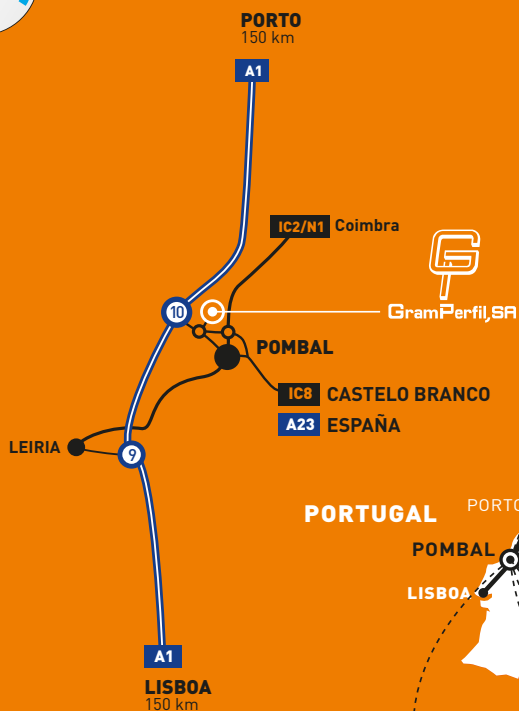 PORTO
150 km
A1
IC2/N1 Coimbra
G
GramPerfil,SA
10
POMBAL
IC8 CASTELO BRANCO
A23 ESPAÑA
LEIRIA
9
PORTUGAL
PORTO
POMBAL
LISBOA
A1
LISBOA
150 km